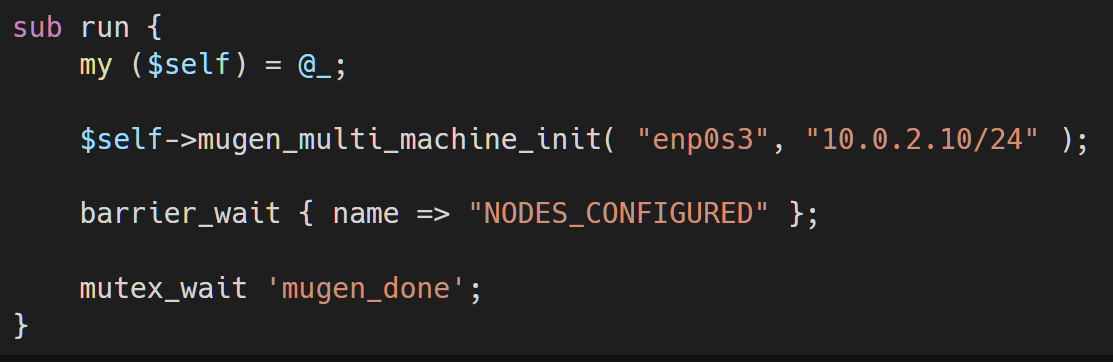 sub run {
    my ($self) = @_;
    $self->mugen_multi_machine_init( "enp0s3", "10.0.2.10/24" );
    barrier_wait { name => "NODES_CONFIGURED" };
    mutex_wait 'mugen_done';
}